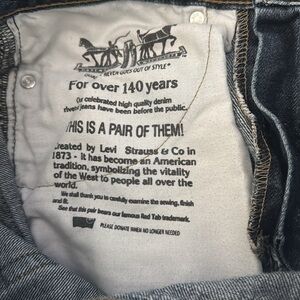 NEVER GOES OUT OF STYLE"
For over 140 years
Our celebrated high quality denim
jeans have been before the public.
THIS IS A PAIR OF THEM!
created by Levi Strauss & Co in
1873 - it has become an American
tradition, symbolizing the vitality
of the West to people all over the
world.
We shall thank you to carefully examine the sewing, finish
and fit.
See that this pair bears our famous Red Tab trademark.
PLEASE DONATE WHEN NO LONGER NEEDED